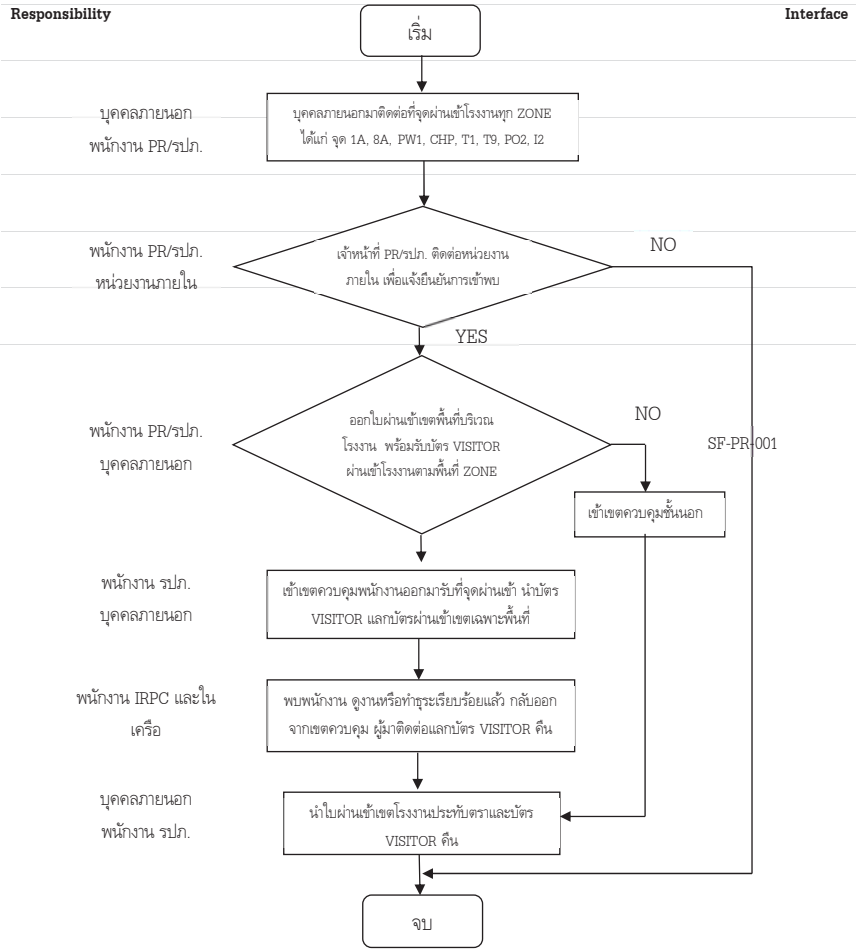 Responsibility
Interface
เริ่ม
บุคคลภายนอก
พนักงาน PR/รปภ.
บุคคลภายนอกมาติดต่อที่จุดผ่านเข้าโรงงานทุก ZONE
ได้แก่ จุด 1A, 8A, PW1, CHP, T1, T9, PO2, I2
พนักงาน PR/รปภ.
หน่วยงานภายใน
เจ้าหน้าที่ PR/รปภ. ติดต่อหน่วยงาน
ภายใน เพื่อแจ้งยืนยันการเข้าพบ
NO
YES
พนักงาน PR/รปภ.
บุคคลภายนอก
ออกใบผ่านเข้าเขตพื้นที่บริเวณ
โรงงาน พร้อมรับบัตร VISITOR
ผ่านเข้าโรงงานตามพื้นที่ ZONE
NO
SF-PR-001
เข้าเขตควบคุมชั้นนอก
พนักงาน รปภ.
บุคคลภายนอก
เข้าเขตควบคุมพนักงานออกมารับที่จุดผ่านเข้า นำบัตร
VISITOR แลกบัตรผ่านเข้าเขตเฉพาะพื้นที่
พนักงาน IRPC และใน
เครือ
พบพนักงาน ดูงานหรือทำธุระเรียบร้อยแล้ว กลับออก
จากเขตควบคุม ผู้มาติดต่อแลกบัตร VISITOR คืน
บุคคลภายนอก
พนักงาน รปภ.
นำใบผ่านเข้าเขตโรงงานประทับตราและบัตร
VISITOR คืน
จบ